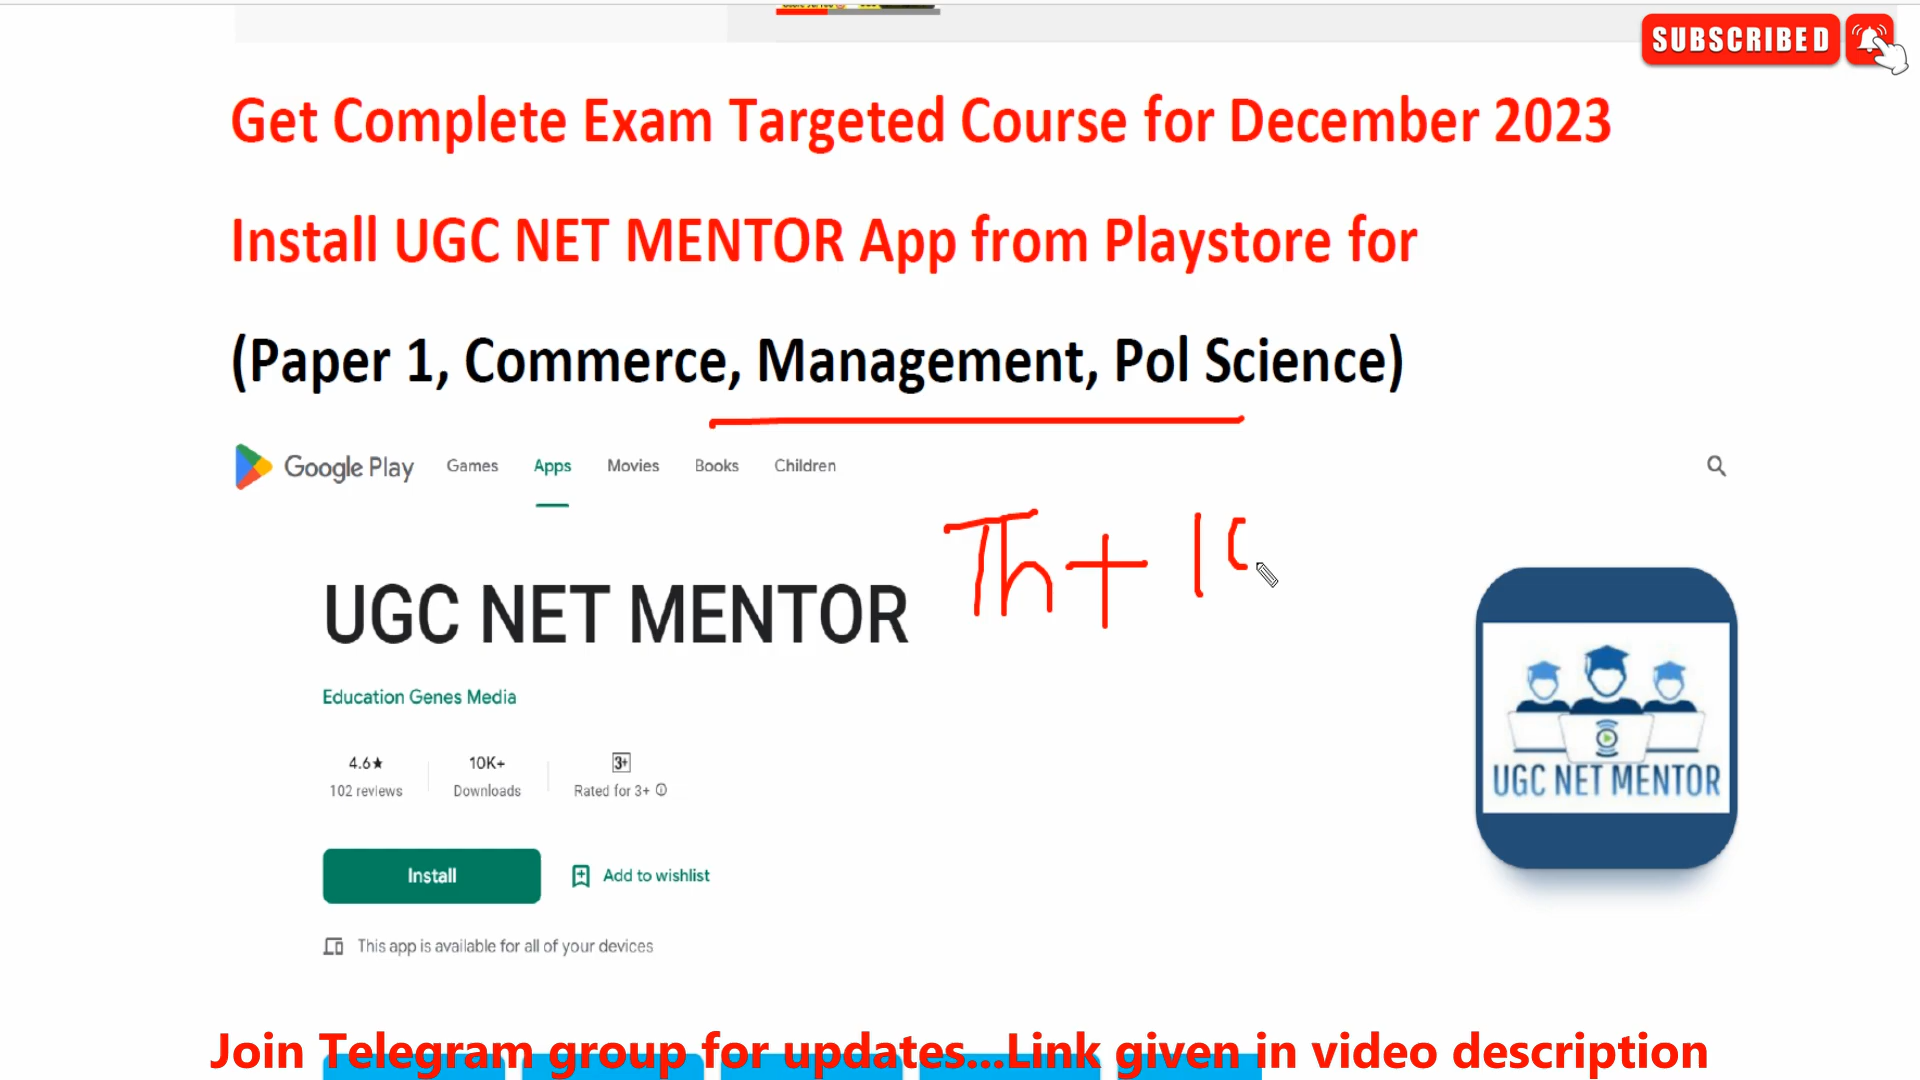 SUBSCRIBED
Get Complete Exam Targeted Course for December 2023
Install UGC NET MENTOR App from Playstore for
(Paper 1, Commerce, Management, Pol Science)
Google Play Games Apps Movies Books Children
Th +
UGC NET MENTOR
Education Genes Media
4.6★ 10K+ 3+
102 reviews Downloads Rated for 3+
UGC NET MENTOR
Install Add to wishlist
This app is available for all of your devices
Join Telegram group for updates...Link given in video description